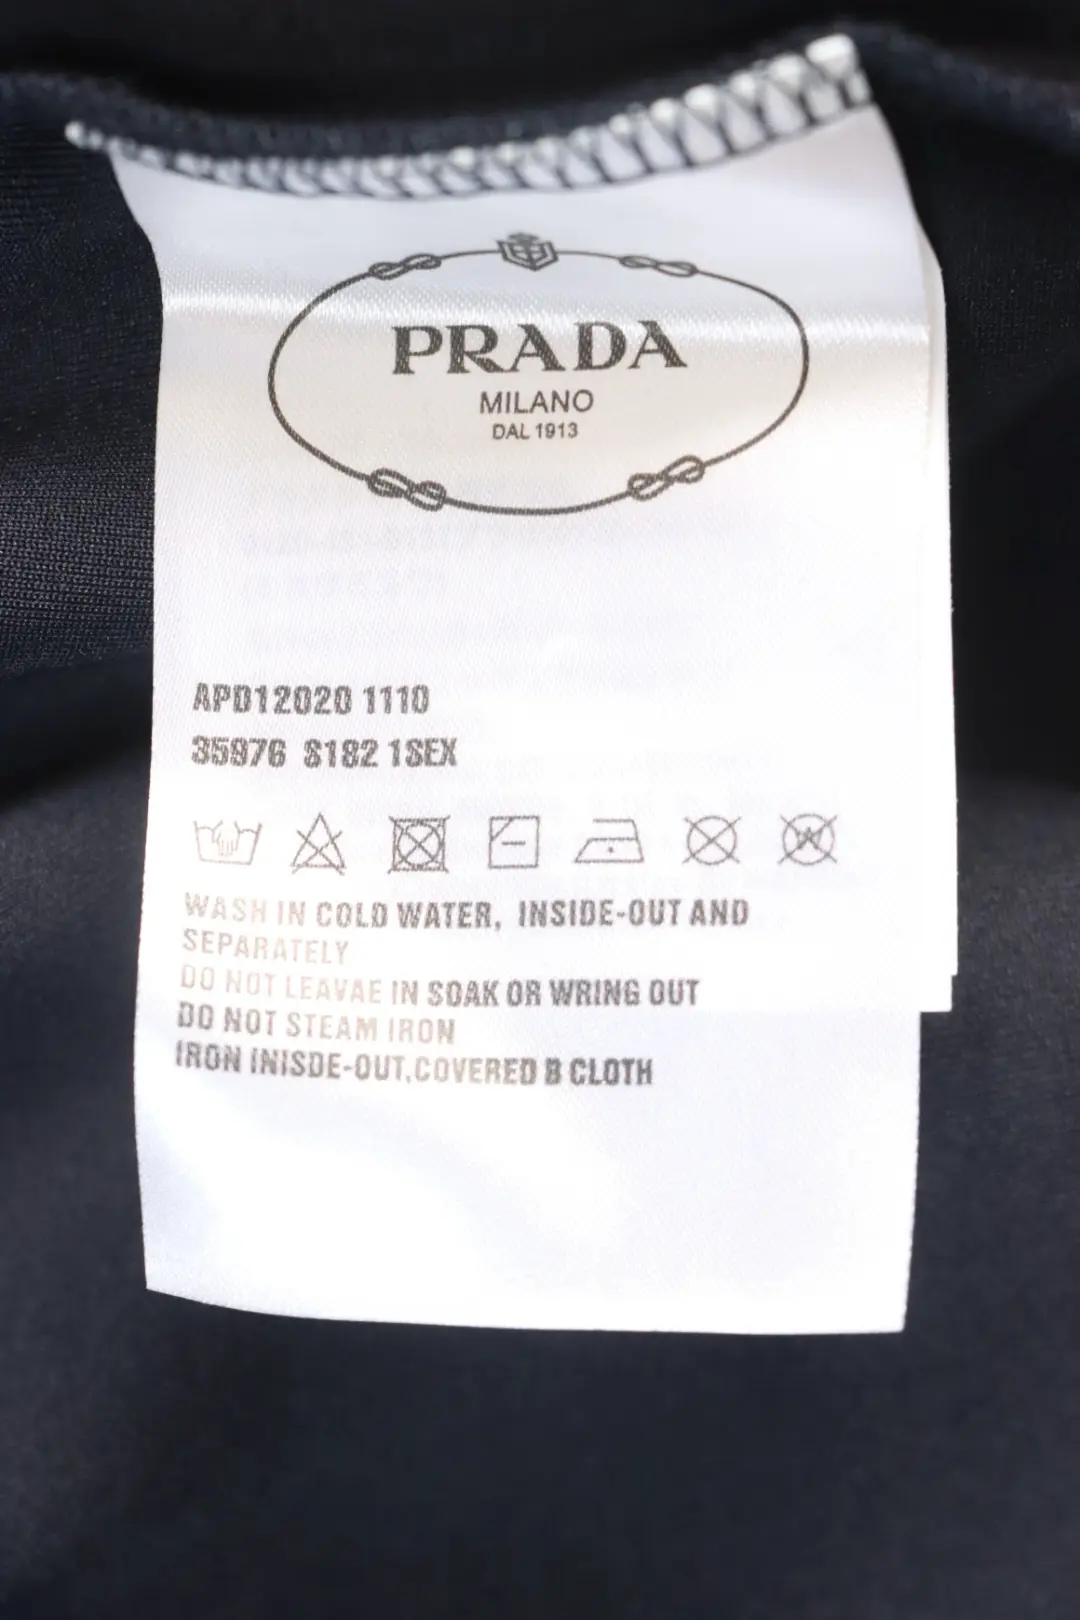 PRADA
MILANO
DAL 1913
APD12020 1110
35976 S182 1SEX
WASH IN COLD WATER, INSIDE-OUT AND
SEPARATELY
DO NOT LEAVAE IN SOAK OR WRING OUT
DO NOT STEAM IRON
IRON INISDE-OUT,COVERED B CLOTH